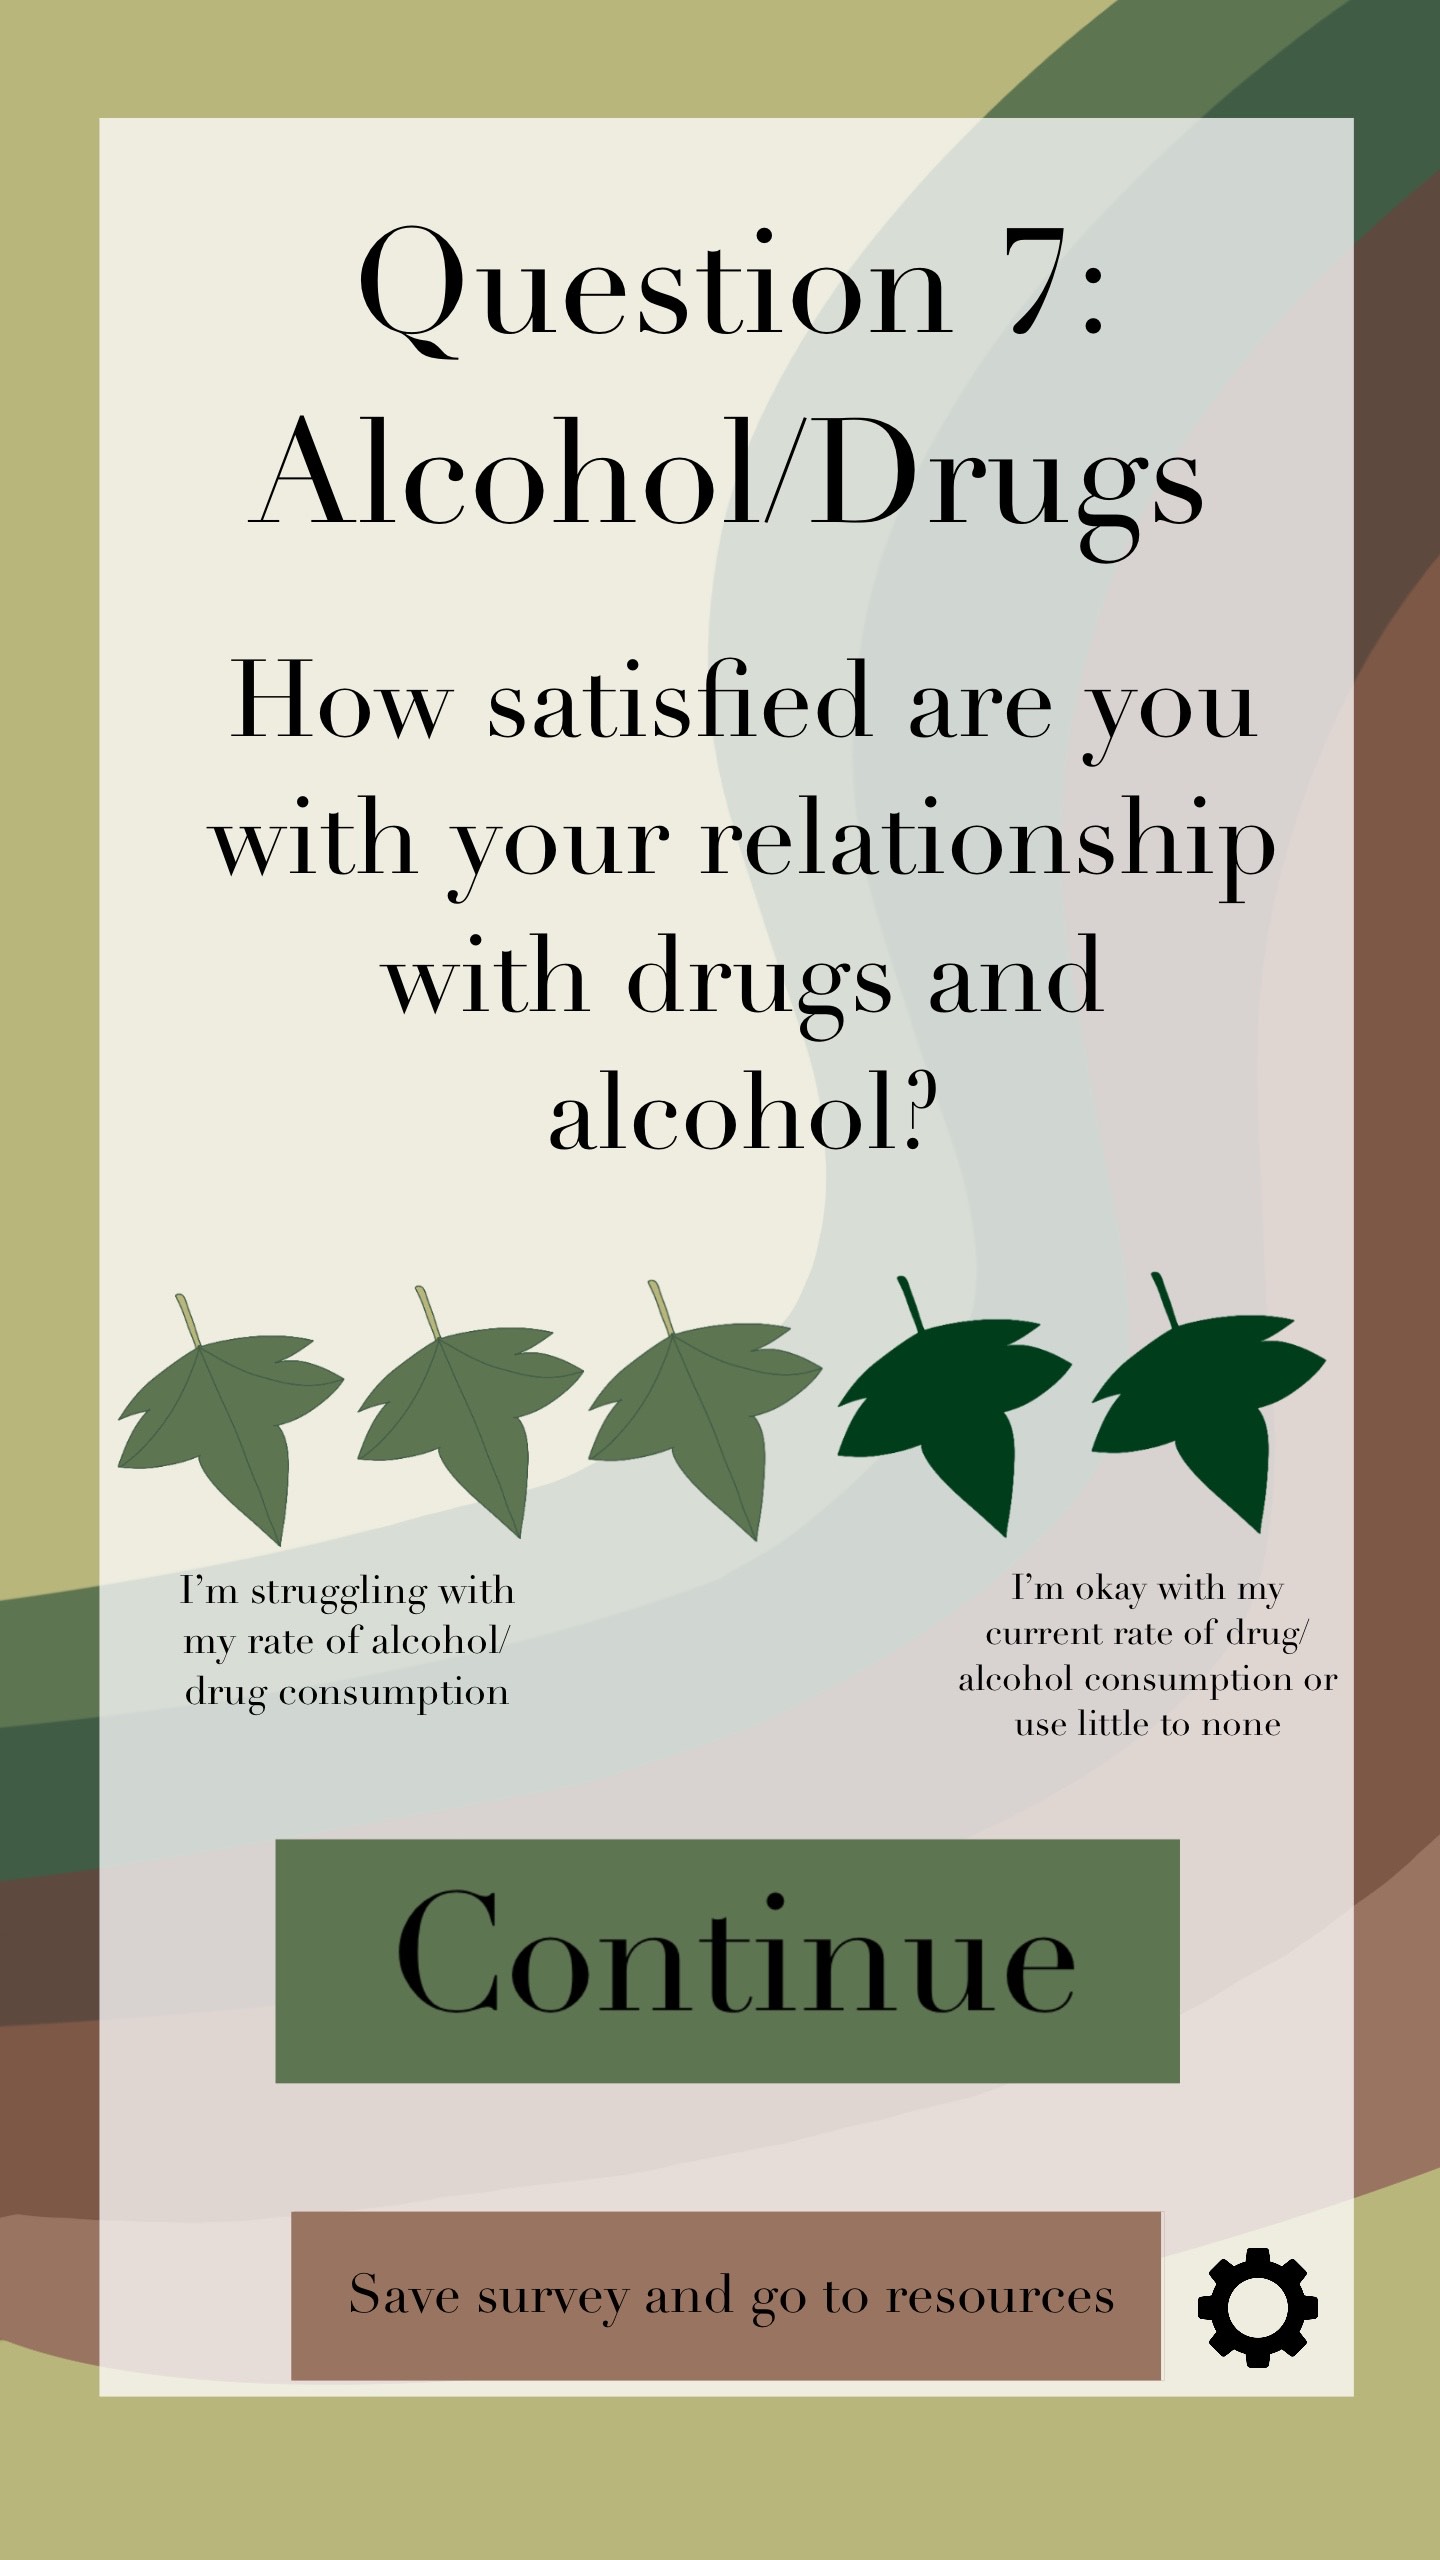 Question 7:
Alcohol/Drugs
How satisfied are you
with your relationship
with drugs and
alcohol?
I'm struggling with
my rate of alcohol/
drug consumption
I'm okay with my
current rate of drug/
alcohol consumption or
use little to none
Continue
Save survey and go to resources